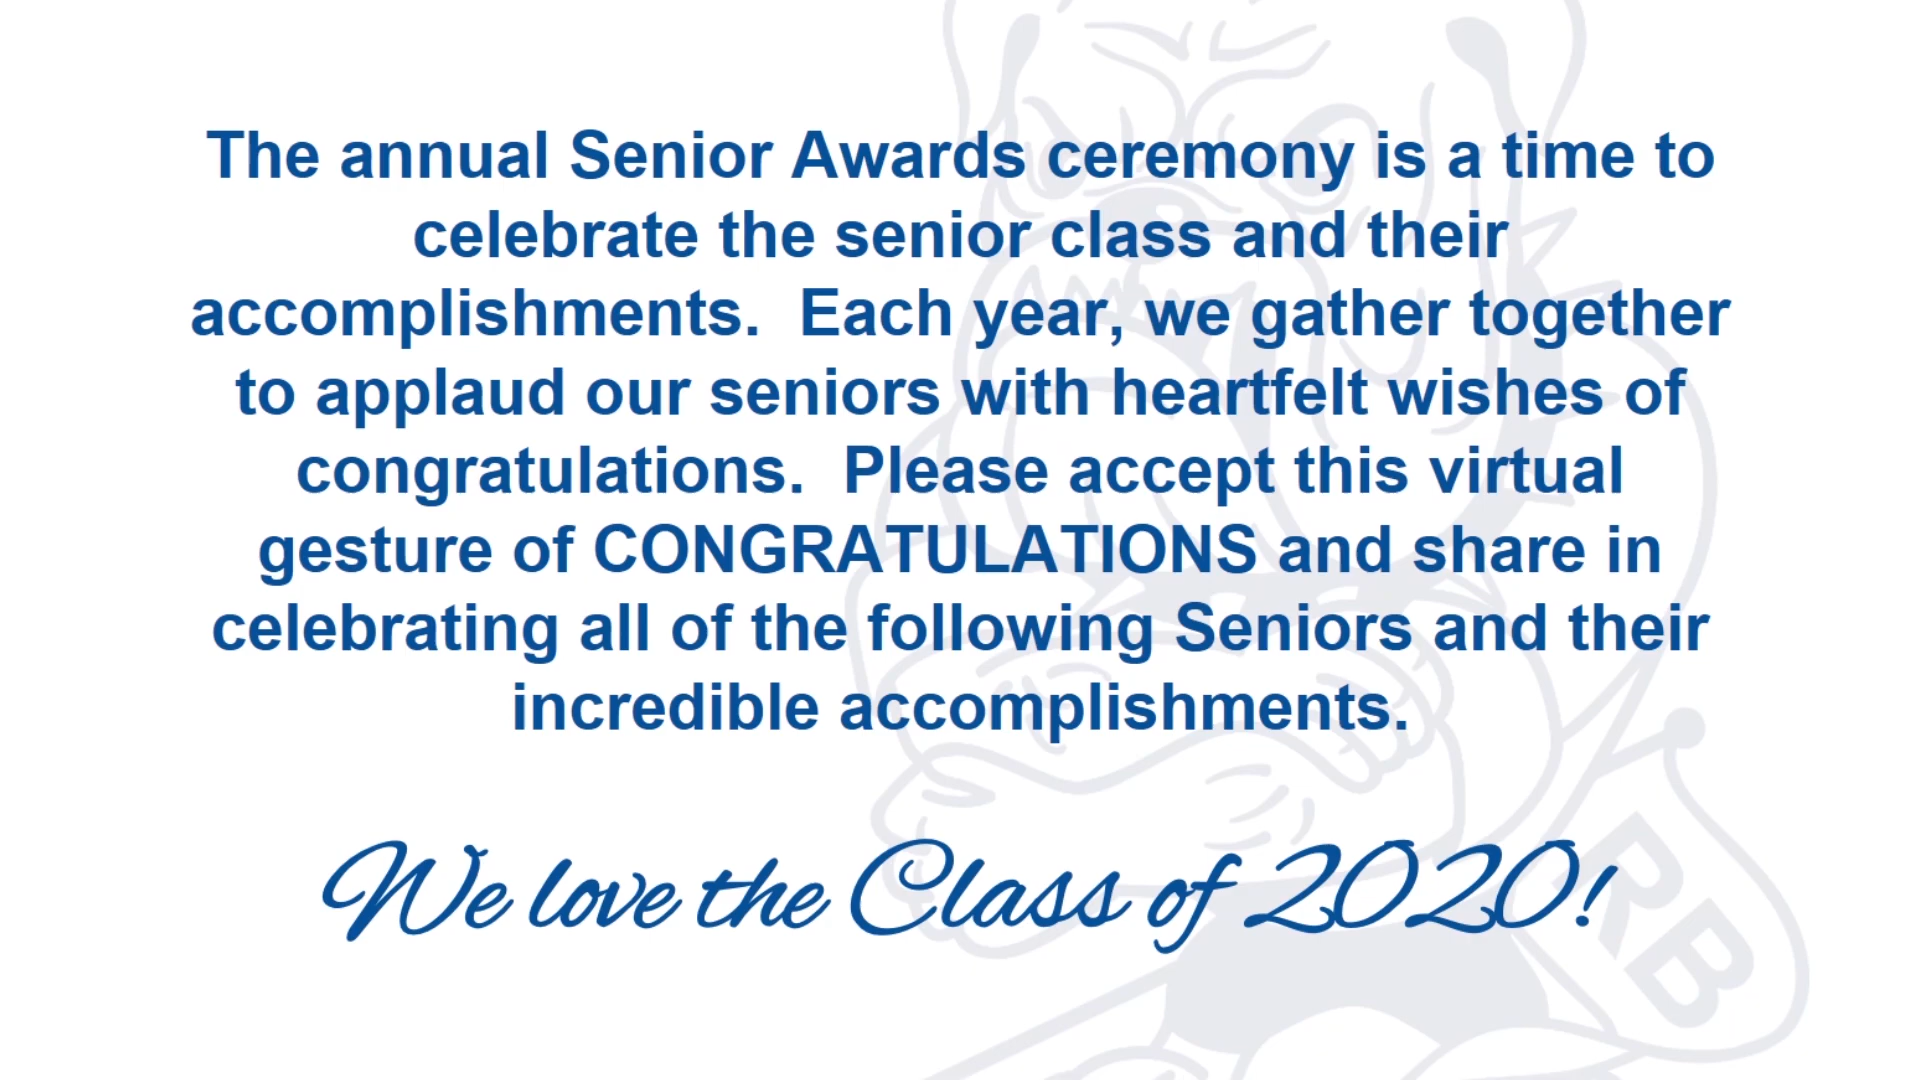 The annual Senior Awards ceremony is a time to
celebrate the senior class and their
accomplishments.  Each year, we gather together
to applaud our seniors with heartfelt wishes of
congratulations.  Please accept this virtual
gesture of CONGRATULATIONS and share in
celebrating all of the following Seniors and their
incredible accomplishments.
We love the Class of 2020!
RB